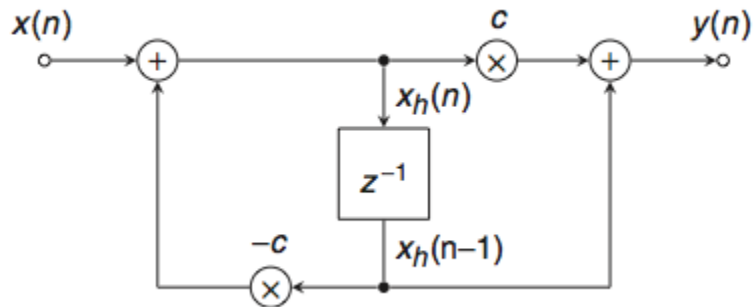 x(n)
c
y(n)
+
×
+
x_h(n)
z⁻¹
−c
x_h(n−1)
×